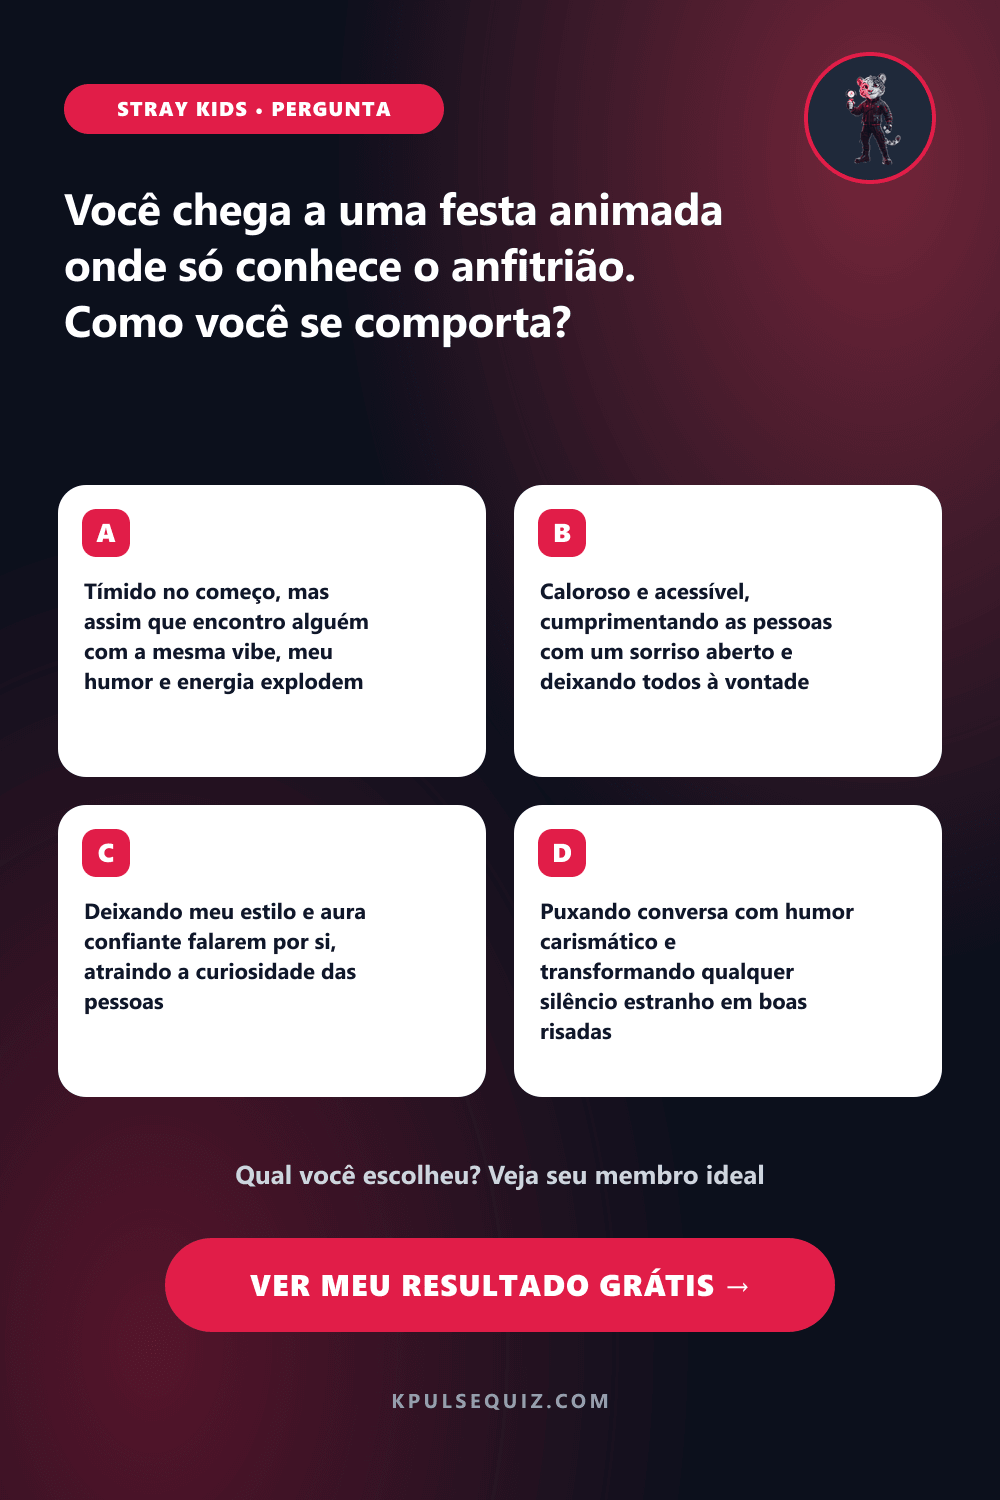 STRAY KIDS • PERGUNTA
Você chega a uma festa animada
onde só conhece o anfitrião.
Como você se comporta?
A
Tímido no começo, mas
assim que encontro alguém
com a mesma vibe, meu
humor e energia explodem
B
Caloroso e acessível,
cumprimentando as pessoas
com um sorriso aberto e
deixando todos à vontade
C
Deixando meu estilo e aura
confiante falarem por si,
atraindo a curiosidade das
pessoas
D
Puxando conversa com humor
carismático e
transformando qualquer
silêncio estranho em boas
risadas
Qual você escolheu? Veja seu membro ideal
VER MEU RESULTADO GRÁTIS →
KPULSEQUIZ.COM